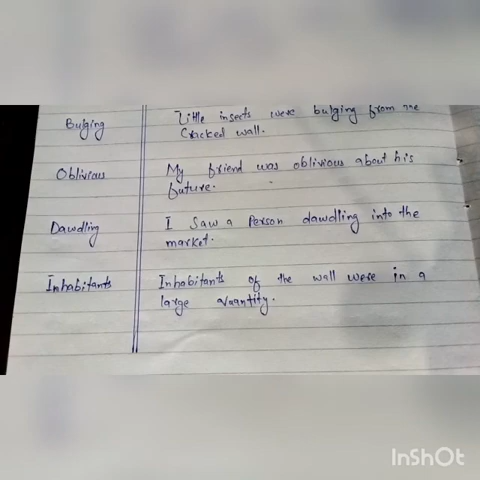 Bulging
Little insects were bulging from the
Cracked wall.
Oblivious
My friend was oblivious about his
future.
Dawdling
I Saw a Person dawdling into the
market.
Inhabitants
Inhabitants of the wall were in a
large quantity.
InShOt